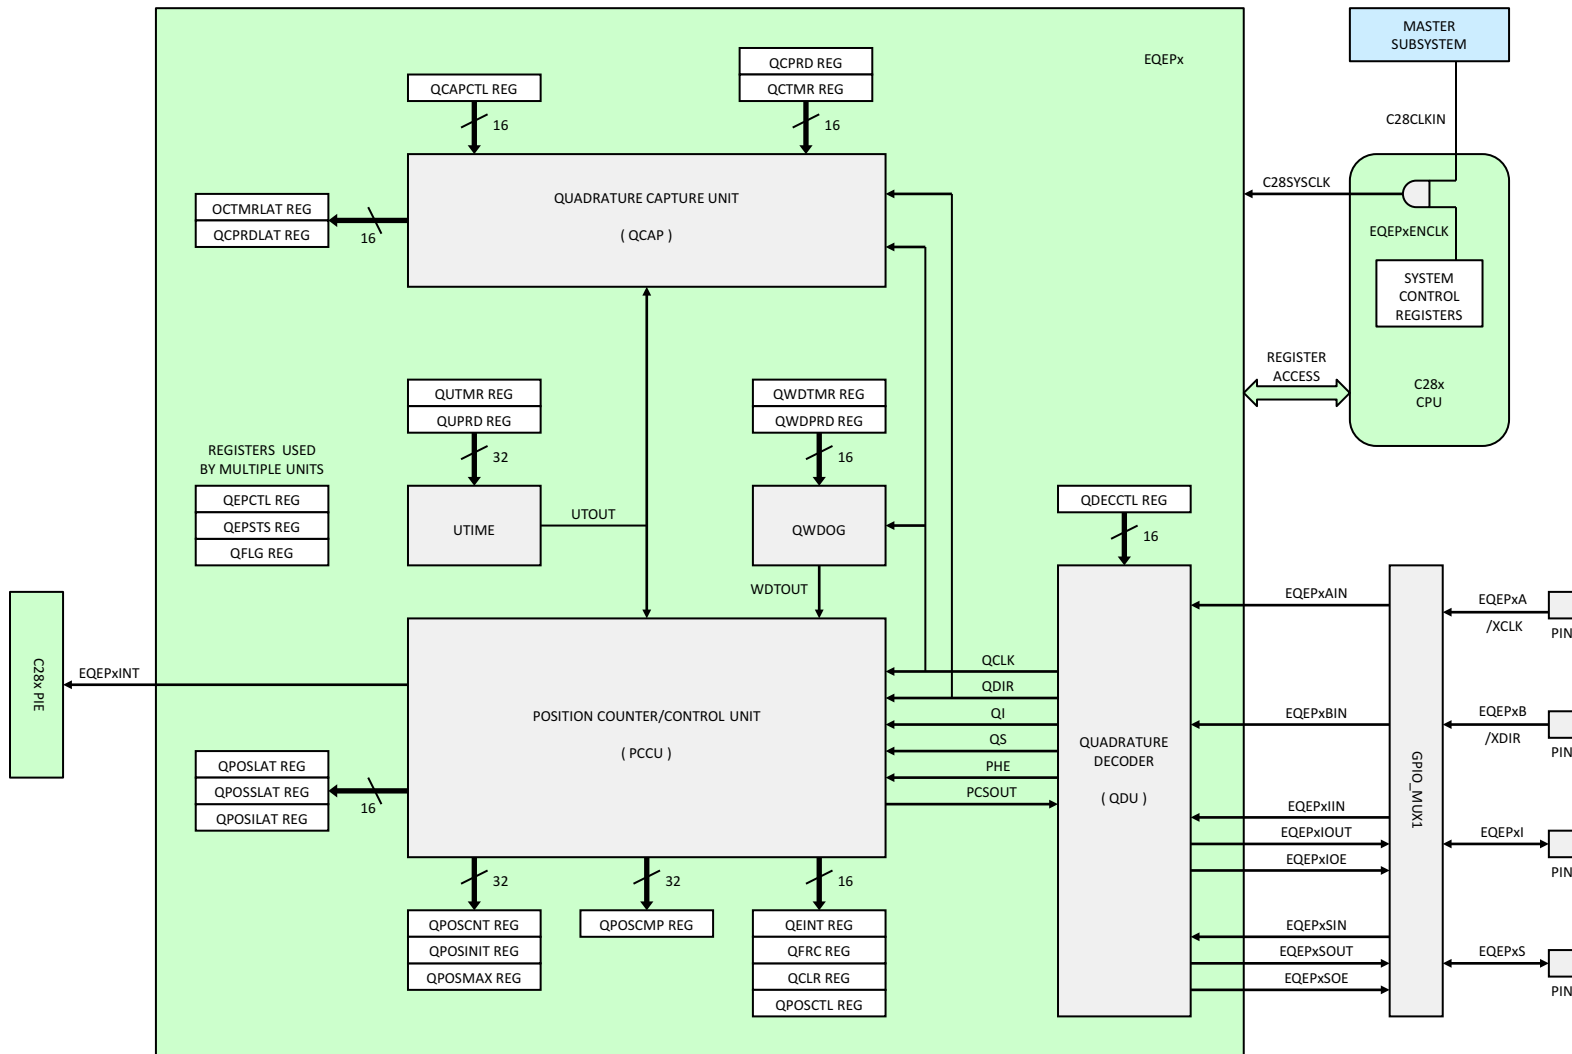 MASTER
SUBSYSTEM
EQEPx
QCPRD REG
QCTMR REG
QCAPCTL REG
16
16
C28CLKIN
QUADRATURE CAPTURE UNIT
( QCAP )
OCTMRLAT REG
QCPRDLAT REG
16
C28SYSCLK
EQEPxENCLK
SYSTEM
CONTROL
REGISTERS
REGISTER
ACCESS
C28x
CPU
QUTMR REG
QUPRD REG
32
QWDTMR REG
QWDPRD REG
16
REGISTERS USED
BY MULTIPLE UNITS
QEPCTL REG
QEPSTS REG
QFLG REG
UTIME
UTOUT
QWDOG
WDTOUT
QDECCTL REG
16
C28x PIE
EQEPxINT
POSITION COUNTER/CONTROL UNIT
( PCCU )
QCLK
QDIR
QI
QS
PHE
PCSOUT
QUADRATURE
DECODER
( QDU )
EQEPxAIN
EQEPxBIN
EQEPxIIN
EQEPxIOUT
EQEPxIOE
EQEPxSIN
EQEPxSOUT
EQEPxSOE
GPIO_MUX1
EQEPxA
/XCLK
PIN
EQEPxB
/XDIR
PIN
EQEPxI
PIN
EQEPxS
PIN
QPOSLAT REG
QPOSSLAT REG
QPOSILAT REG
16
32
32
16
QPOSCNT REG
QPOSINIT REG
QPOSMAX REG
QPOSCMP REG
QEINT REG
QFRC REG
QCLR REG
QPOSCTL REG